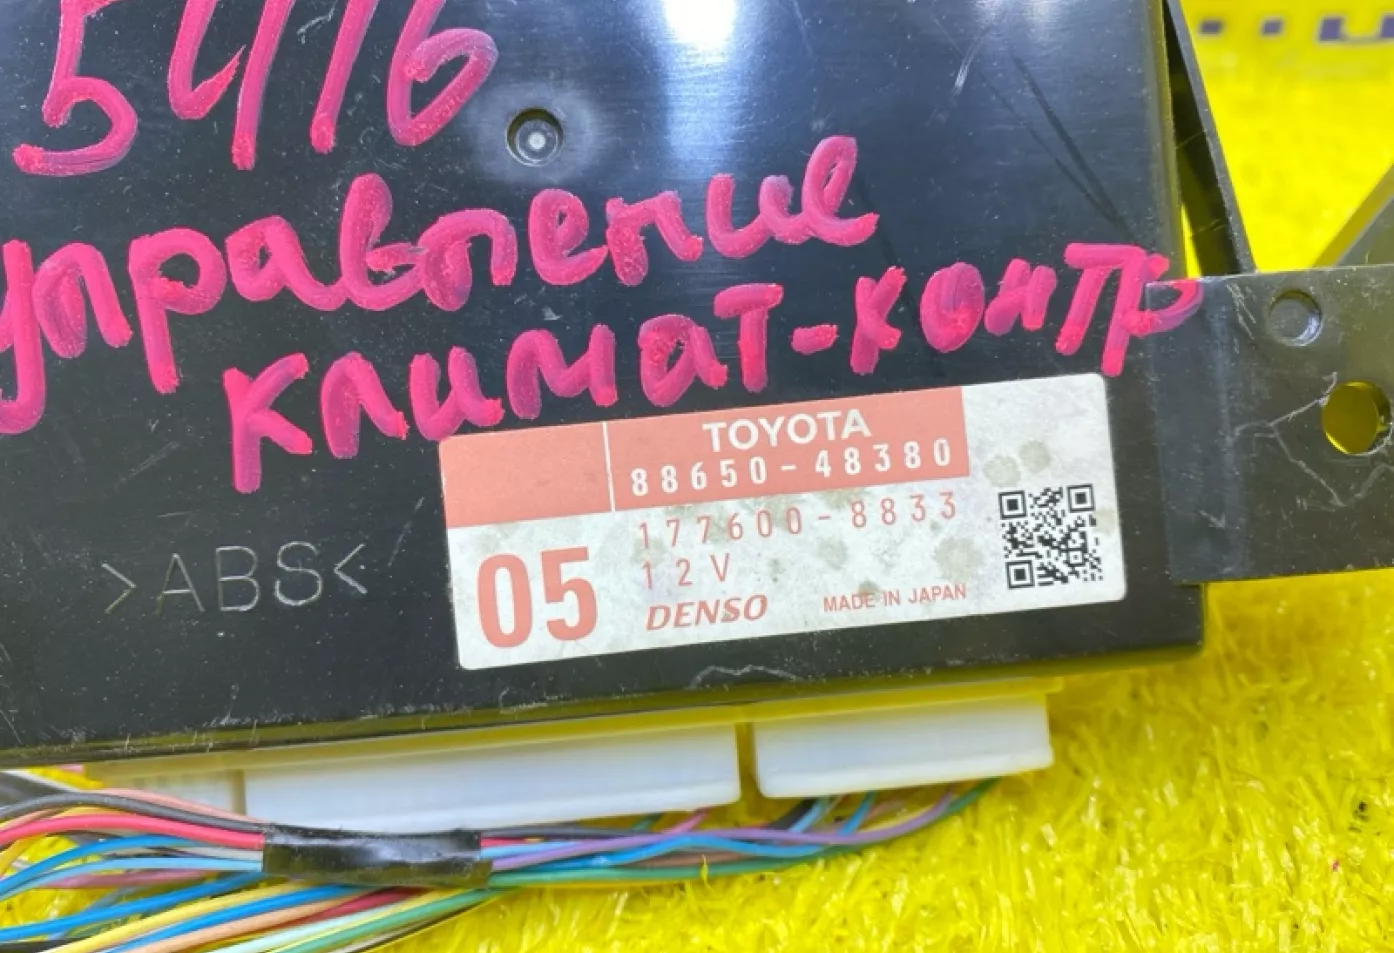 5416
управление
климат-контр
TOYOTA
88650-48380
177600-8833
05
12V
DENSO
MADE IN JAPAN
>ABS<